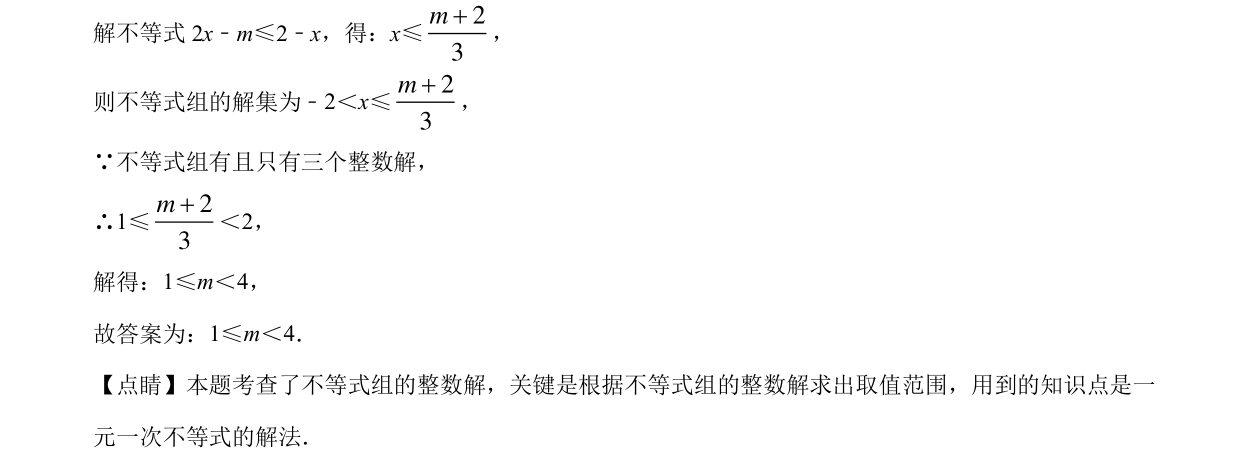 解不等式 2x﹣m≤2﹣x，得：x≤$\frac{m+2}{3}$，
则不等式组的解集为﹣2＜x≤$\frac{m+2}{3}$，
∵不等式组有且只有三个整数解，
∴1≤$\frac{m+2}{3}$＜2，
解得：1≤m＜4，
故答案为：1≤m＜4．
【点睛】本题考查了不等式组的整数解，关键是根据不等式组的整数解求出取值范围，用到的知识点是一
元一次不等式的解法．